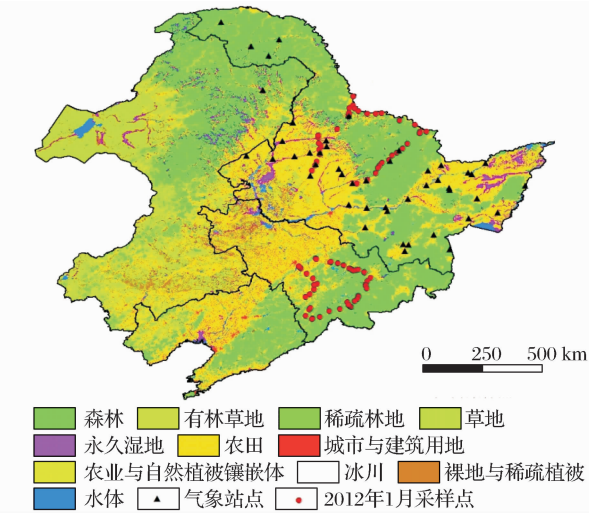 0 250 500 km
森林 有林草地 稀疏林地 草地
永久湿地 农田 城市与建筑用地
农业与自然植被镶嵌体 冰川 裸地与稀疏植被
水体 气象站点 2012年1月采样点